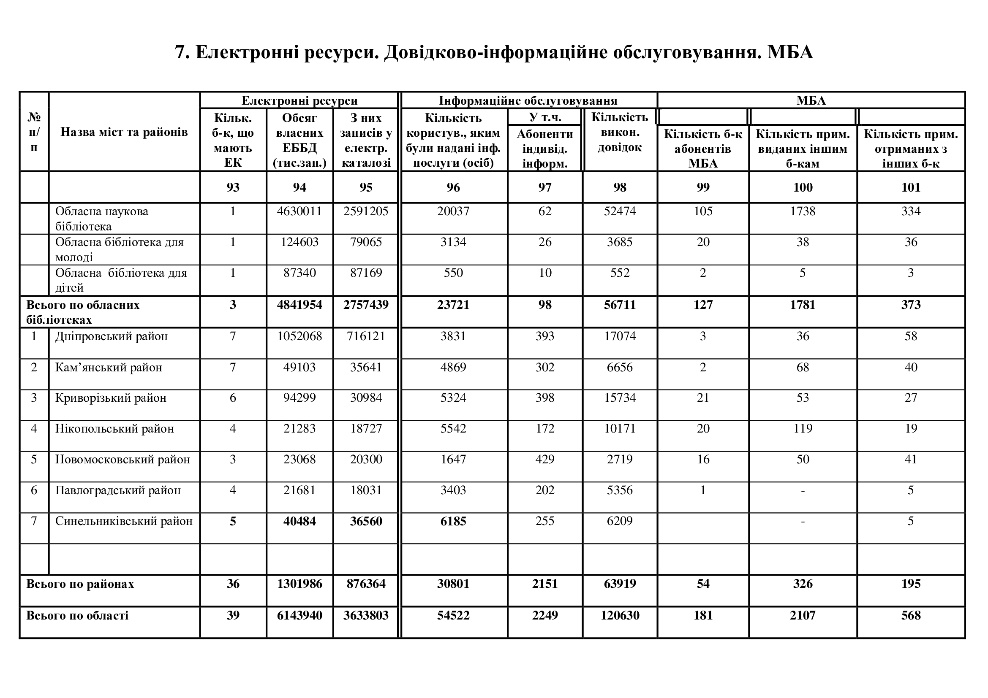 7. Електронні ресурси. Довідково-інформаційне обслуговування. МБА
№ п/п Назва міст та районів Електронні ресурси Інформаційне обслуговування МБА
Кільк. б-к, що мають ЕК Обсяг власних ЕББД (тис.зап.) З них записів у електр. каталозі Кількість користув., яким були надані інф. послуги (осіб) У т.ч. Абоненти індивід. інформ. Кількість викон. довідок Кількість б-к абонентів МБА Кількість прим. виданих іншим б-кам Кількість прим. отриманих з інших б-к
93 94 95 96 97 98 99 100 101
Обласна наукова бібліотека 1 4630011 2591205 20037 62 52474 105 1738 334
Обласна бібліотека для молоді 1 124603 79065 3134 26 3685 20 38 36
Обласна бібліотека для дітей 1 87340 87169 550 10 552 2 5 3
Всього по обласних бібліотеках 3 4841954 2757439 23721 98 56711 127 1781 373
1 Дніпровський район 7 1052068 716121 3831 393 17074 3 36 58
2 Кам’янський район 7 49103 35641 4869 302 6656 2 68 40
3 Криворізький район 6 94299 30984 5324 398 15734 21 53 27
4 Нікопольський район 4 21283 18727 5542 172 10171 20 119 19
5 Новомосковський район 3 23068 20300 1647 429 2719 16 50 41
6 Павлоградський район 4 21681 18031 3403 202 5356 1 - 5
7 Синельниківський район 5 40484 36560 6185 255 6209 - 5
Всього по районах 36 1301986 876364 30801 2151 63919 54 326 195
Всього по області 39 6143940 3633803 54522 2249 120630 181 2107 568